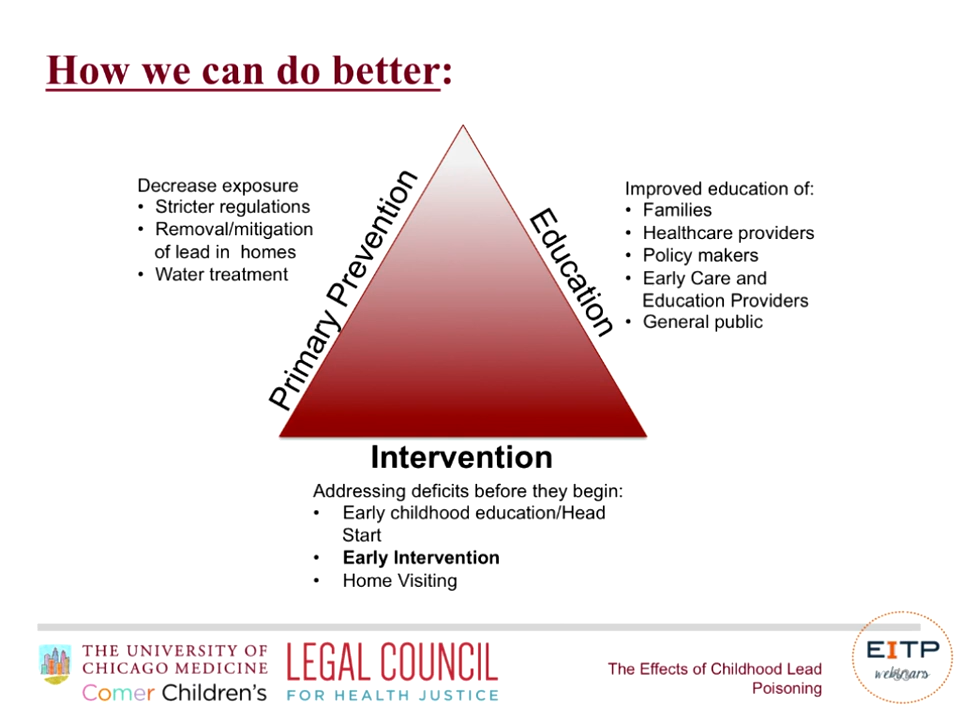 How we can do better:
Decrease exposure
• Stricter regulations
• Removal/mitigation
of lead in homes
• Water treatment
Primary Prevention
Education
Improved education of:
• Families
• Healthcare providers
• Policy makers
• Early Care and
Education Providers
• General public
Intervention
Addressing deficits before they begin:
• Early childhood education/Head
Start
• Early Intervention
• Home Visiting
THE UNIVERSITY OF
CHICAGO MEDICINE
Comer Children's
LEGAL COUNCIL
FOR HEALTH JUSTICE
The Effects of Childhood Lead
Poisoning
EITP
webinars